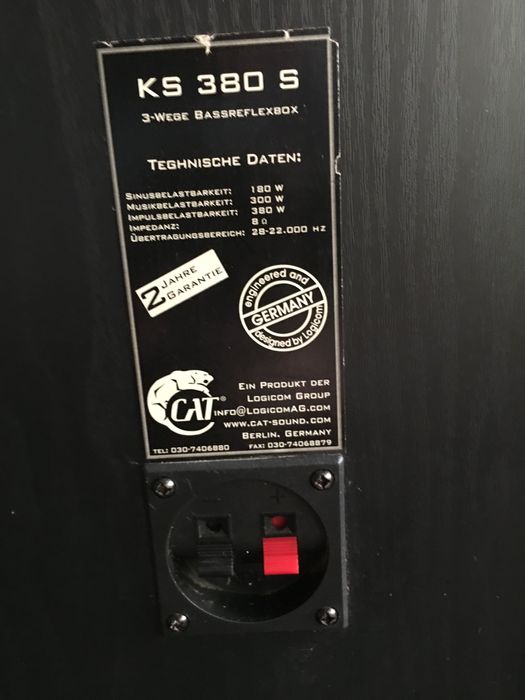 KS 380 S
3-Wege Bassreflexbox
Teghnische Daten:
Sinusbelastbarkeit: 180 W
Musikbelastbarkeit: 300 W
Impulsbelastbarkeit: 380 W
Impedanz: 8 Ω
Übertragungsbereich: 28-22.000 Hz
2 Jahre Garantie
engineered and
GERMANY
designed by Logicom
CAT®
Ein Produkt der
Logicom Group
info@LogicomAG.com
www.cat-sound.com
Berlin, Germany
Tel: 030-7406880 Fax: 030-74068879
- +